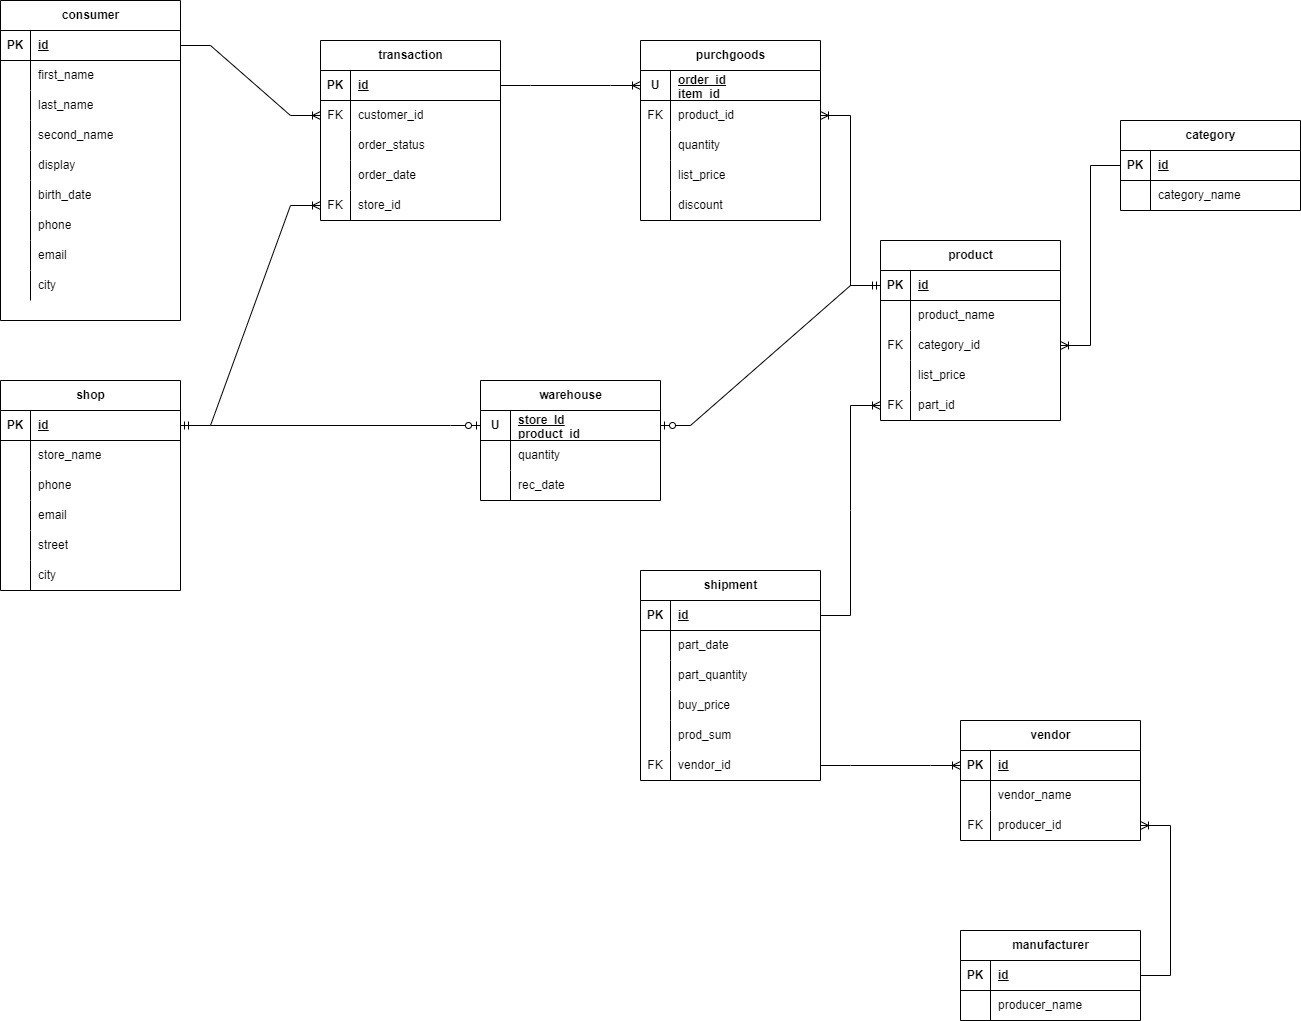 consumer
PK id
first_name
last_name
second_name
display
birth_date
phone
email
city
transaction
PK id
FK customer_id
order_status
order_date
FK store_id
purchgoods
U order_id
item_id
FK product_id
quantity
list_price
discount
category
PK id
category_name
product
PK id
product_name
FK category_id
list_price
FK part_id
shop
PK id
store_name
phone
email
street
city
warehouse
U store_id
product_id
quantity
rec_date
shipment
PK id
part_date
part_quantity
buy_price
prod_sum
FK vendor_id
vendor
PK id
vendor_name
FK producer_id
manufacturer
PK id
producer_name